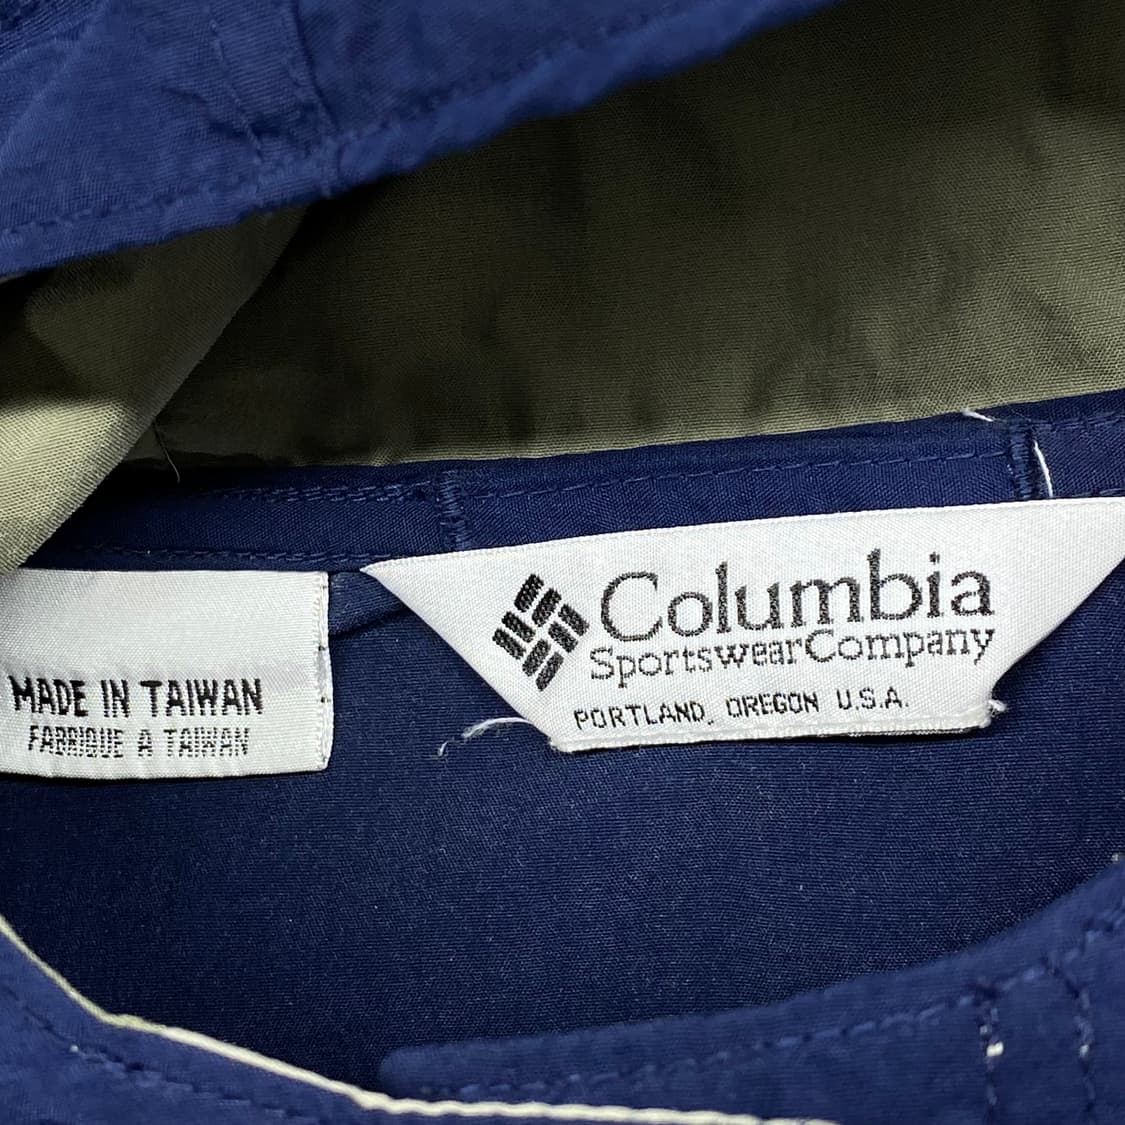 MADE IN TAIWAN
FABRIQUE A TAIWAN
Columbia
SportswearCompany
PORTLAND, OREGON U.S.A.